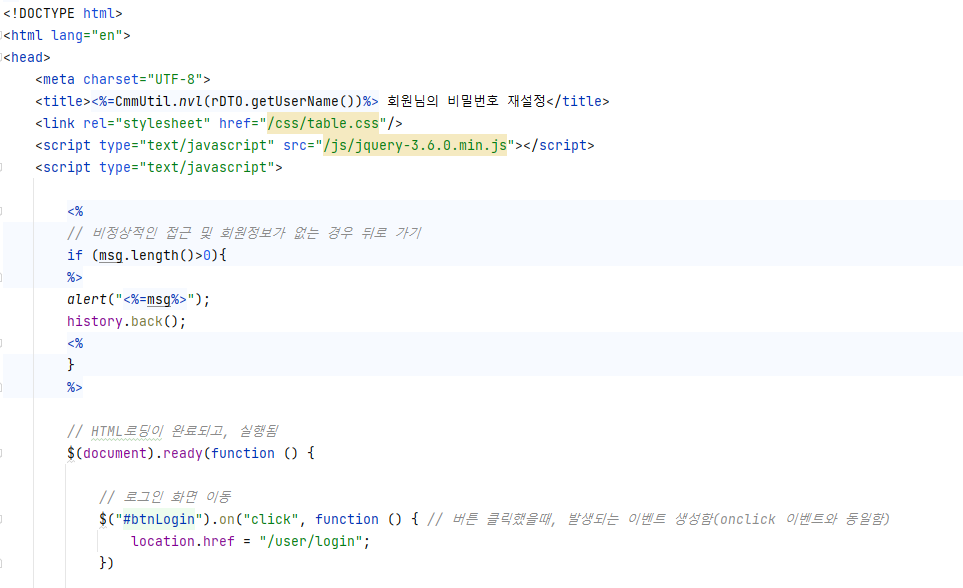 <!DOCTYPE html>
<html lang="en">
<head>
<meta charset="UTF-8">
<title><%=CmmUtil.nvl(rDTO.getUserName())%> 회원님의 비밀번호 재설정</title>
<link rel="stylesheet" href="/css/table.css"/>
<script type="text/javascript" src="/js/jquery-3.6.0.min.js"></script>
<script type="text/javascript">
<%
// 비정상적인 접근 및 회원정보가 없는 경우 뒤로 가기
if (msg.length()>0){
%>
alert("<%=msg%>");
history.back();
<%
}
%>
// HTML로딩이 완료되고, 실행됨
$(document).ready(function () {
// 로그인 화면 이동
$("#btnLogin").on("click", function () { // 버튼 클릭했을때, 발생되는 이벤트 생성함(onclick 이벤트와 동일함)
location.href = "/user/login";
})